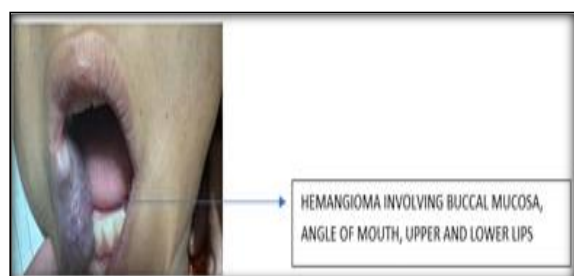 HEMANGIOMA INVOLVING BUCCAL MUCOSA,
ANGLE OF MOUTH, UPPER AND LOWER LIPS